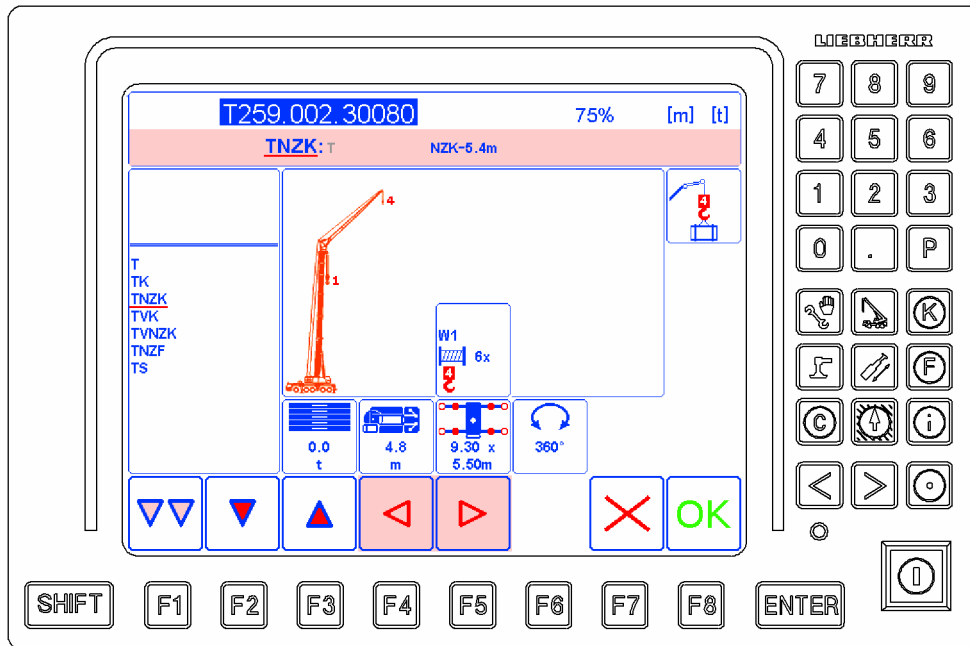 LIEBHERR
T259.002.30080 75% [m] [t]
TNZK: T NZK-5.4m
4
1
4
T
TK
TNZK
TVK
TVNZK
TNZF
TS
W1
6x
4
0.0
t
4.8
m
9.30 x
5.50m
360°
OK
7 8 9
4 5 6
1 2 3
0 . P
K
F
C i
< >
SHIFT F1 F2 F3 F4 F5 F6 F7 F8 ENTER